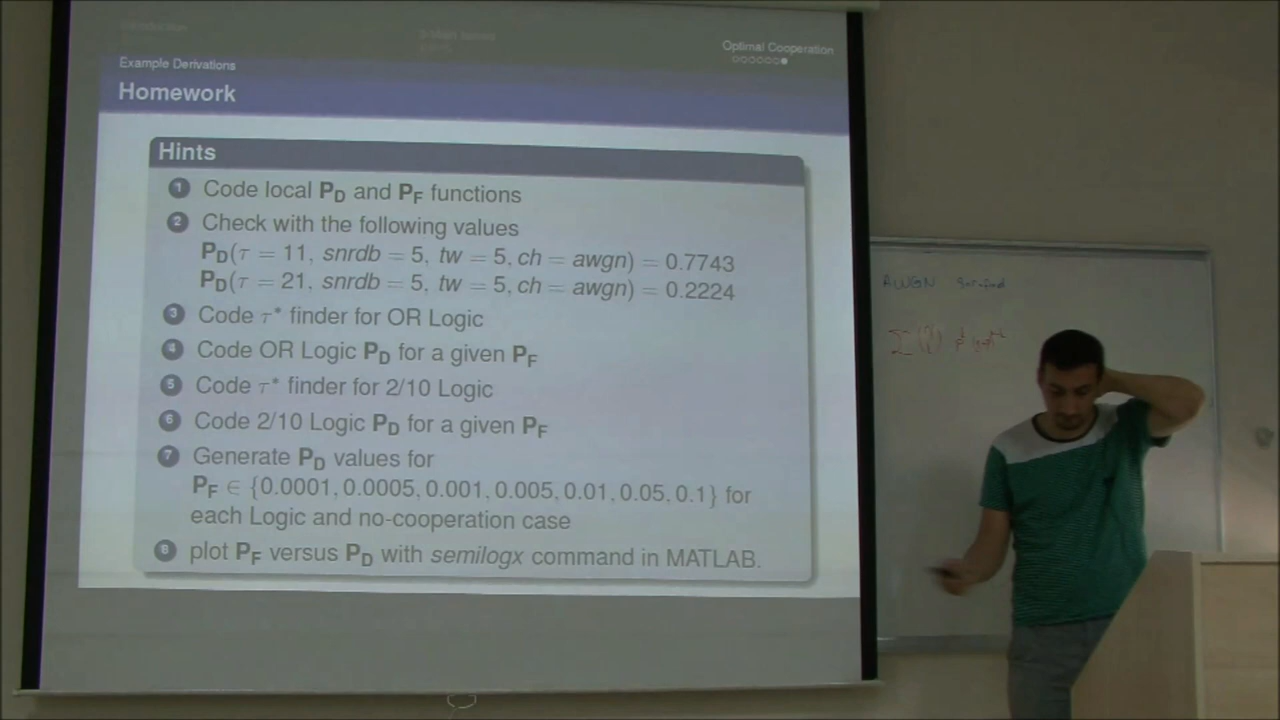 Optimal Cooperation
Example Derivations
Homework
Hints
1 Code local P_D and P_F functions
2 Check with the following values
P_D(τ = 11, snrdb = 5, tw = 5, ch = awgn) = 0.7743
P_D(τ = 21, snrdb = 5, tw = 5, ch = awgn) = 0.2224
3 Code τ* finder for OR Logic
4 Code OR Logic P_D for a given P_F
5 Code τ* finder for 2/10 Logic
6 Code 2/10 Logic P_D for a given P_F
7 Generate P_D values for
P_F ∈ {0.0001, 0.0005, 0.001, 0.005, 0.01, 0.05. 0.1} for
each Logic and no-cooperation case
8 plot P_F versus P_D with semilogx command in MATLAB.
AWGN